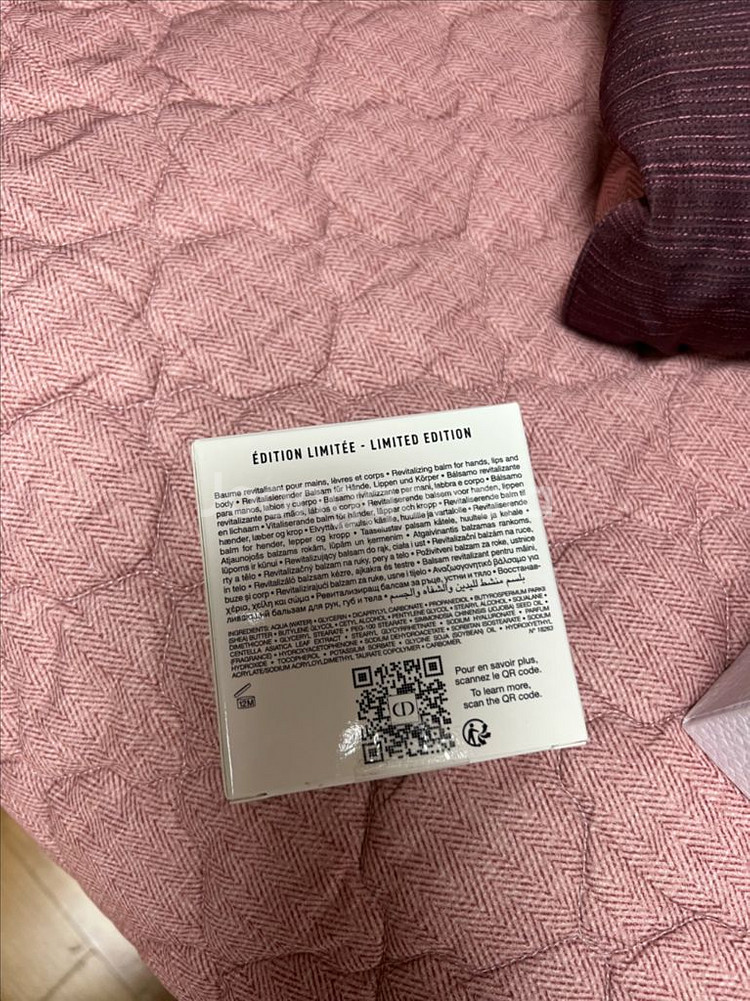 ÉDITION LIMITÉE - LIMITED EDITION
Baume revitalisant pour mains, lèvres et corps • Revitalizing balm for hands, lips and
body • Revitalisierender Balsam für Hände, Lippen und Körper • Bálsamo revitalizante
para manos, labios y cuerpo • Balsamo rivitalizzante per mani, labbra e corpo • Bálsamo
revitalizante para mãos, lábios e corpo • Revitaliserende balsem voor handen, lippen
en lichaam • Vitaliserande balm för händer, läppar och kropp • Revitaliserende balm til
hænder, læber og krop • Elvyttävä emulsio käsille, huulille ja vartalolle • Revitaliserende
balm for hender, lepper og kropp • Taaselustav palsam kätele, huultele ja kehale •
Atjaunojošs balzams rokām, lūpām un ķermenim • Atgaivinantis balzamas rankoms,
lūpoms ir kūnui • Rewitalizujący balsam do rąk, ciała i ust • Revitalizační balzám na ruce,
rty a tělo • Revitalizačný balzam na ruky, pery a telo • Poživitveni balzam za roke, ustnice
in telo • Revitalizáló balzsam kézre, ajkakra és testre • Balsam revitalizant pentru mâini,
buze și corp • Revitalizirajući balzam za ruke, usne i tijelo • Αναζωογονητικό βάλσαμο για
χέρια, χείλη και σώμα • Ревитализиращ балсам за ръце, устни и тяло • Восстанав-
ливающий бальзам для рук, губ и тела • بلسم منشط لليدين والشفاه والجسم
INGREDIENTS: AQUA (WATER) • GLYCERIN • DICAPRYLYL CARBONATE • PROPANEDIOL • BUTYROSPERMUM PARKII
(SHEA) BUTTER • BUTYLENE GLYCOL • CETYL ALCOHOL • PENTYLENE GLYCOL • STEARYL ALCOHOL • SQUALANE •
DIMETHICONE • GLYCERYL STEARATE • PEG-100 STEARATE • SIMMONDSIA CHINENSIS (JOJOBA) SEED OIL •
CENTELLA ASIATICA LEAF EXTRACT • STEARYL GLYCYRRHETINATE • SODIUM HYALURONATE • PARFUM
(FRAGRANCE) • HYDROXYACETOPHENONE • SODIUM DEHYDROACETATE • SORBITAN ISOSTEARATE • SODIUM
HYDROXIDE • TOCOPHEROL • POTASSIUM SORBATE • GLYCINE SOJA (SOYBEAN) OIL • HYDROXYETHYL
ACRYLATE/SODIUM ACRYLOYLDIMETHYL TAURATE COPOLYMER • CARBOMER. N° 18263
12M
CD
Pour en savoir plus,
scannez le QR code.
To learn more,
scan the QR code.